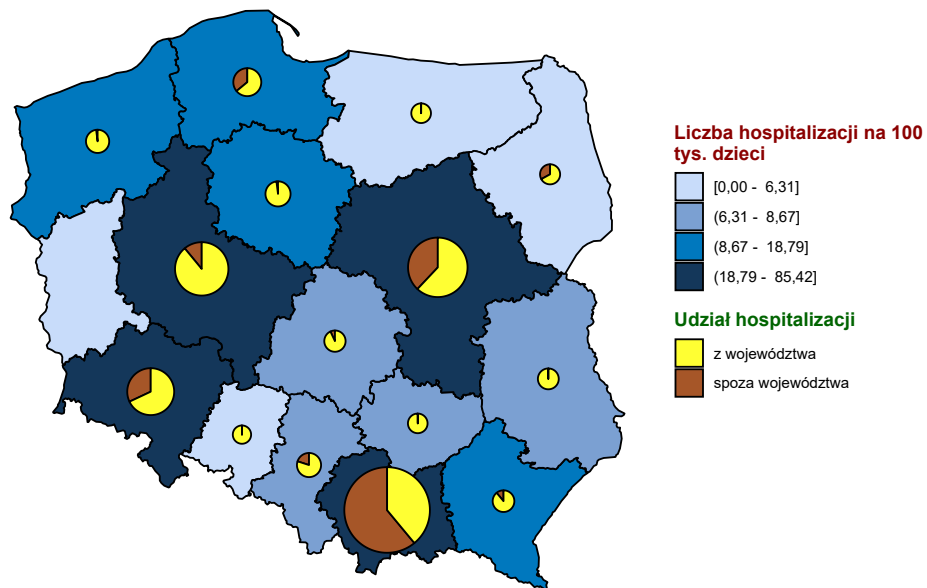 Liczba hospitalizacji na 100
tys. dzieci
[0,00 - 6,31]
(6,31 - 8,67]
(8,67 - 18,79]
(18,79 - 85,42]
Udział hospitalizacji
z województwa
spoza województwa